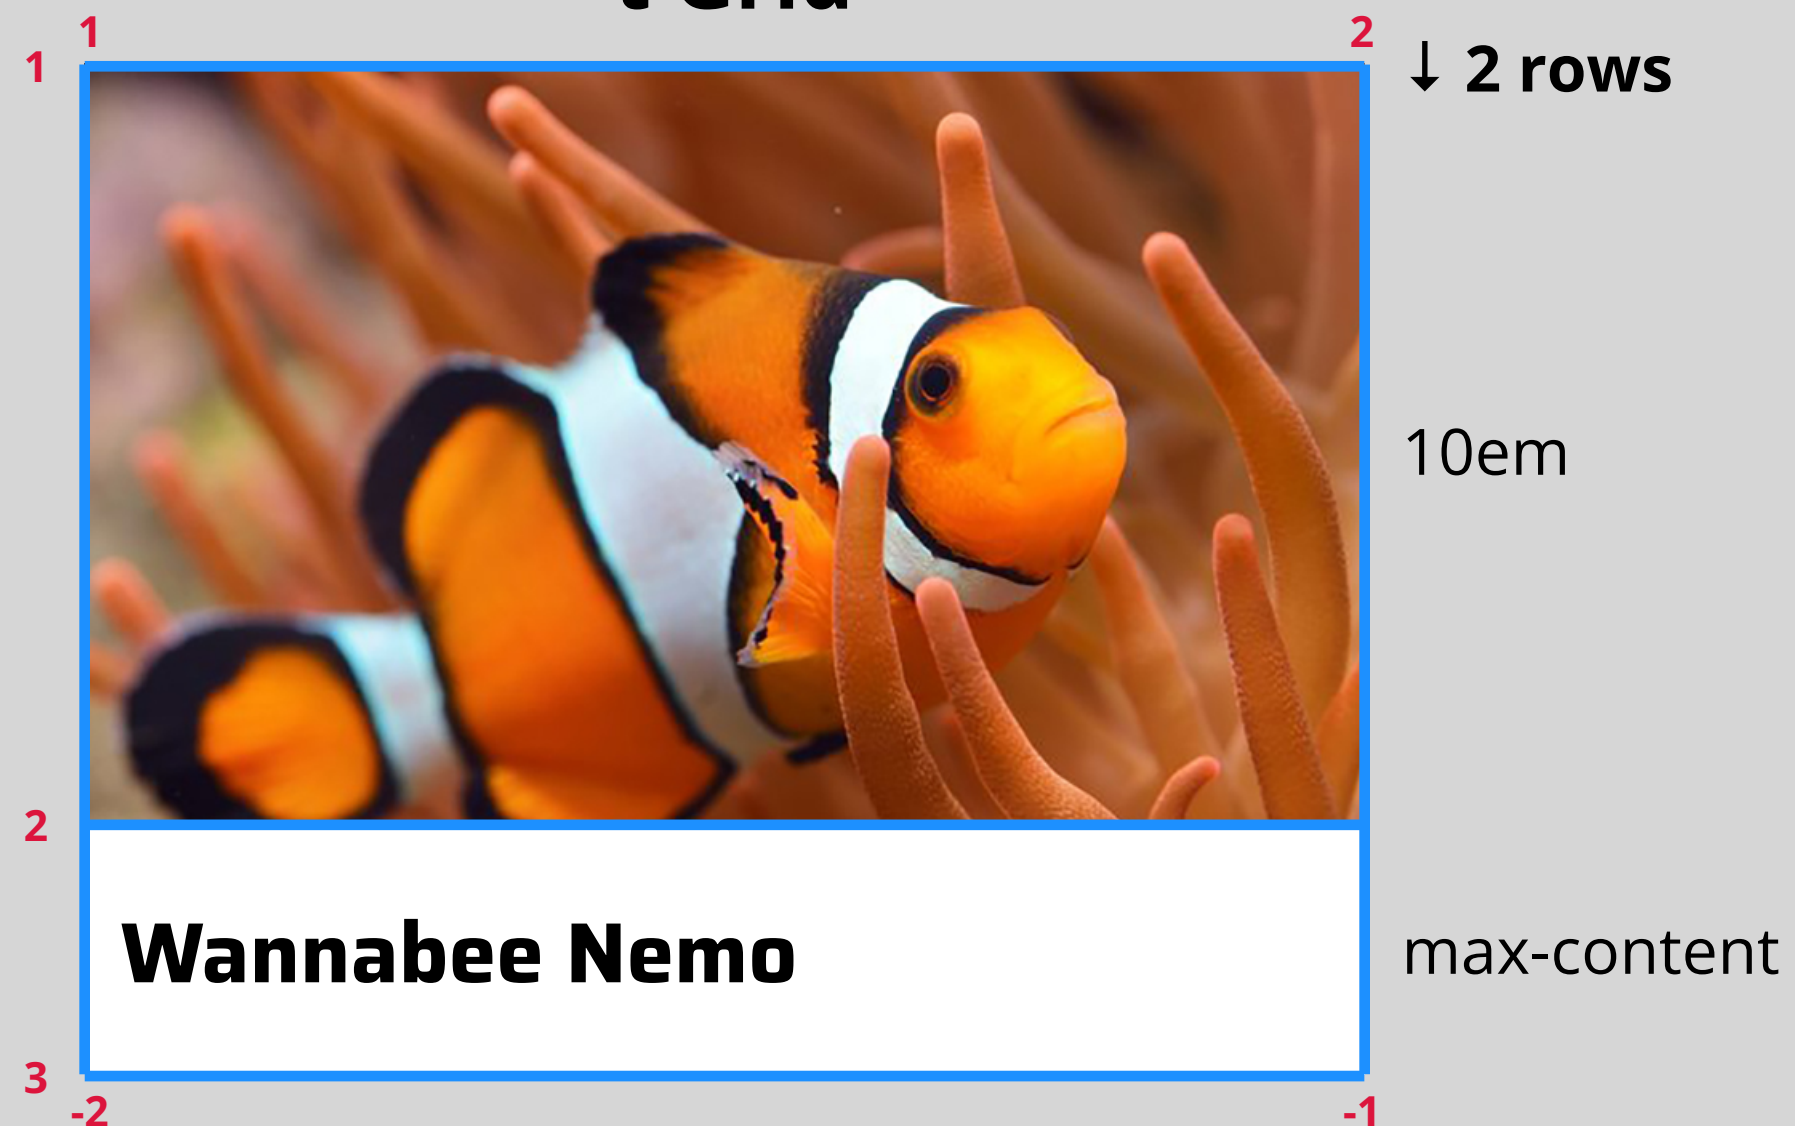 1 2
1 ↓ 2 rows
10em
2
Wannabee Nemo
max-content
3
-2 -1